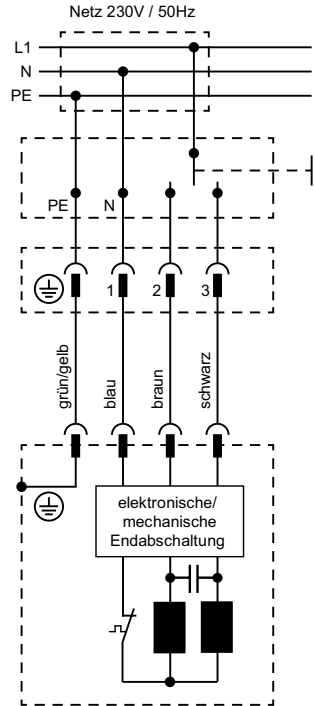 Netz 230V / 50Hz
L1
N
PE
PE N
1 2 3
grün/gelb
blau
braun
schwarz
elektronische/
mechanische
Endabschaltung